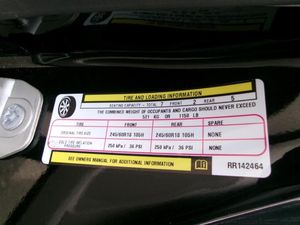 TIRE AND LOADING INFORMATION
SEATING CAPACITY - TOTAL 7 FRONT 2 REAR 5
THE COMBINED WEIGHT OF OCCUPANTS AND CARGO SHOULD NEVER EXCEED
521 KG OR 1150 LB
FRONT REAR SPARE
ORIGINAL TIRE SIZE 245/60R18 105H 245/60R18 105H NONE
COLD TIRE INFLATION PRESSURE 250 kPa / 36 PSI 250 kPa / 36 PSI NONE
SEE OWNERS MANUAL FOR ADDITIONAL INFORMATION
RR142464